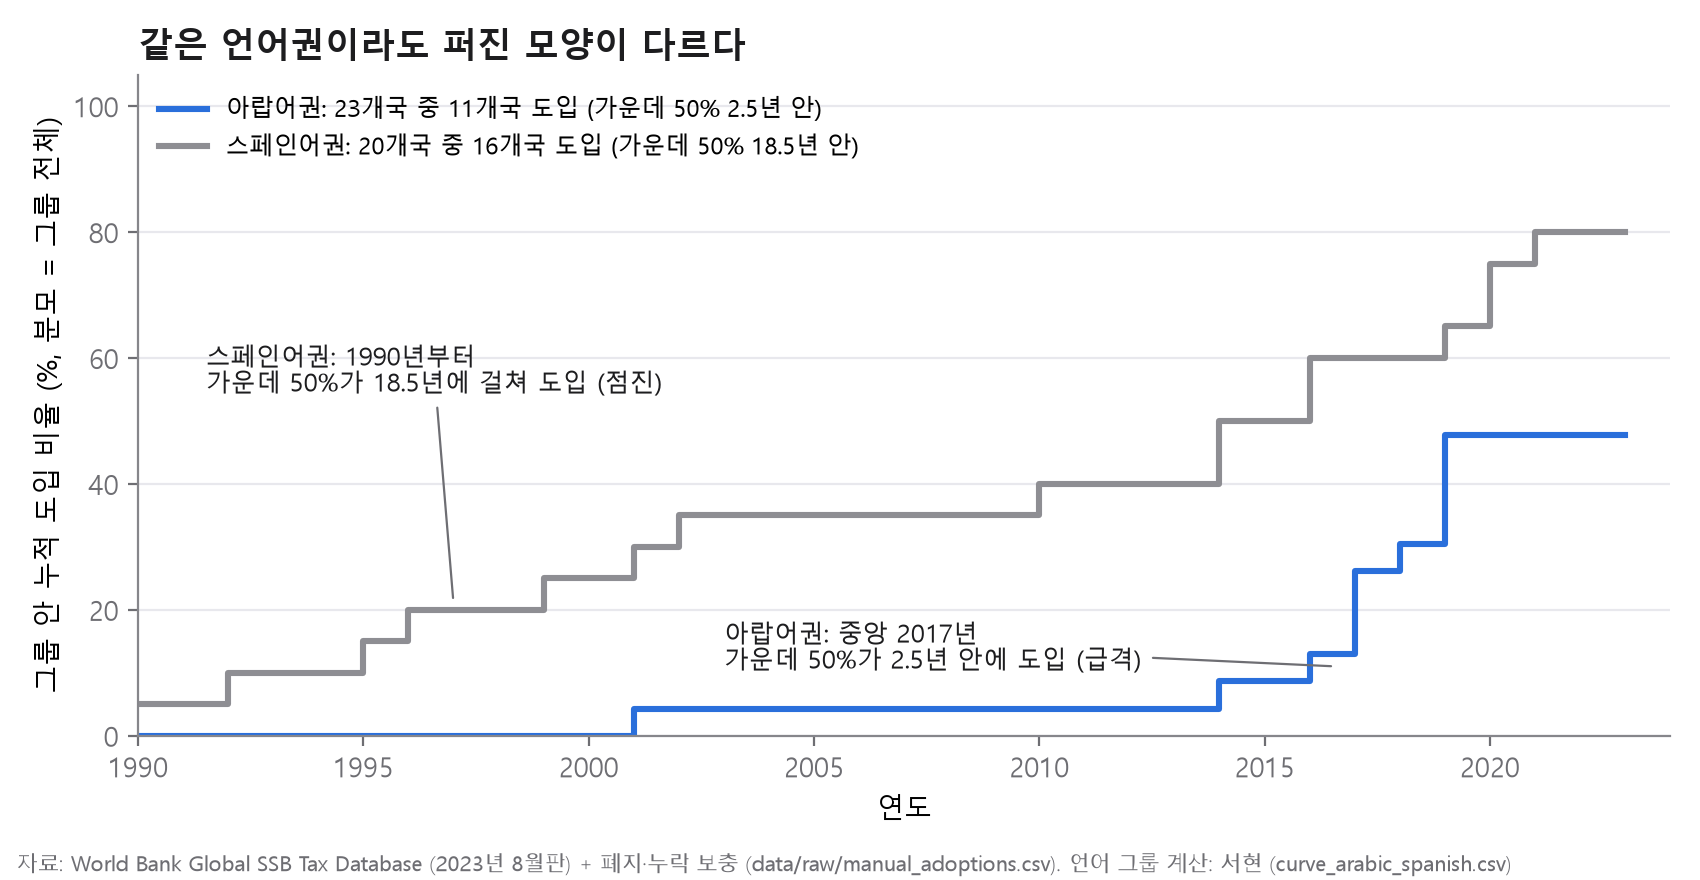 같은 언어권이라도 퍼진 모양이 다르다
그룹 안 누적 도입 비율 (%, 분모 = 그룹 전체)
100
80
60
40
20
0
아랍어권: 23개국 중 11개국 도입 (가운데 50% 2.5년 안)
스페인어권: 20개국 중 16개국 도입 (가운데 50% 18.5년 안)
스페인어권: 1990년부터
가운데 50%가 18.5년에 걸쳐 도입 (점진)
아랍어권: 중앙 2017년
가운데 50%가 2.5년 안에 도입 (급격)
1990 1995 2000 2005 2010 2015 2020
연도
자료: World Bank Global SSB Tax Database (2023년 8월판) + 폐지·누락 보충 (data/raw/manual_adoptions.csv). 언어 그룹 계산: 서현 (curve_arabic_spanish.csv)